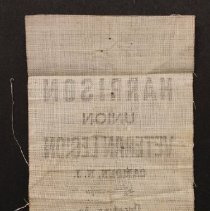 HARRISON
UNION
VETERAN LEGION
CAMDEN, N. J.